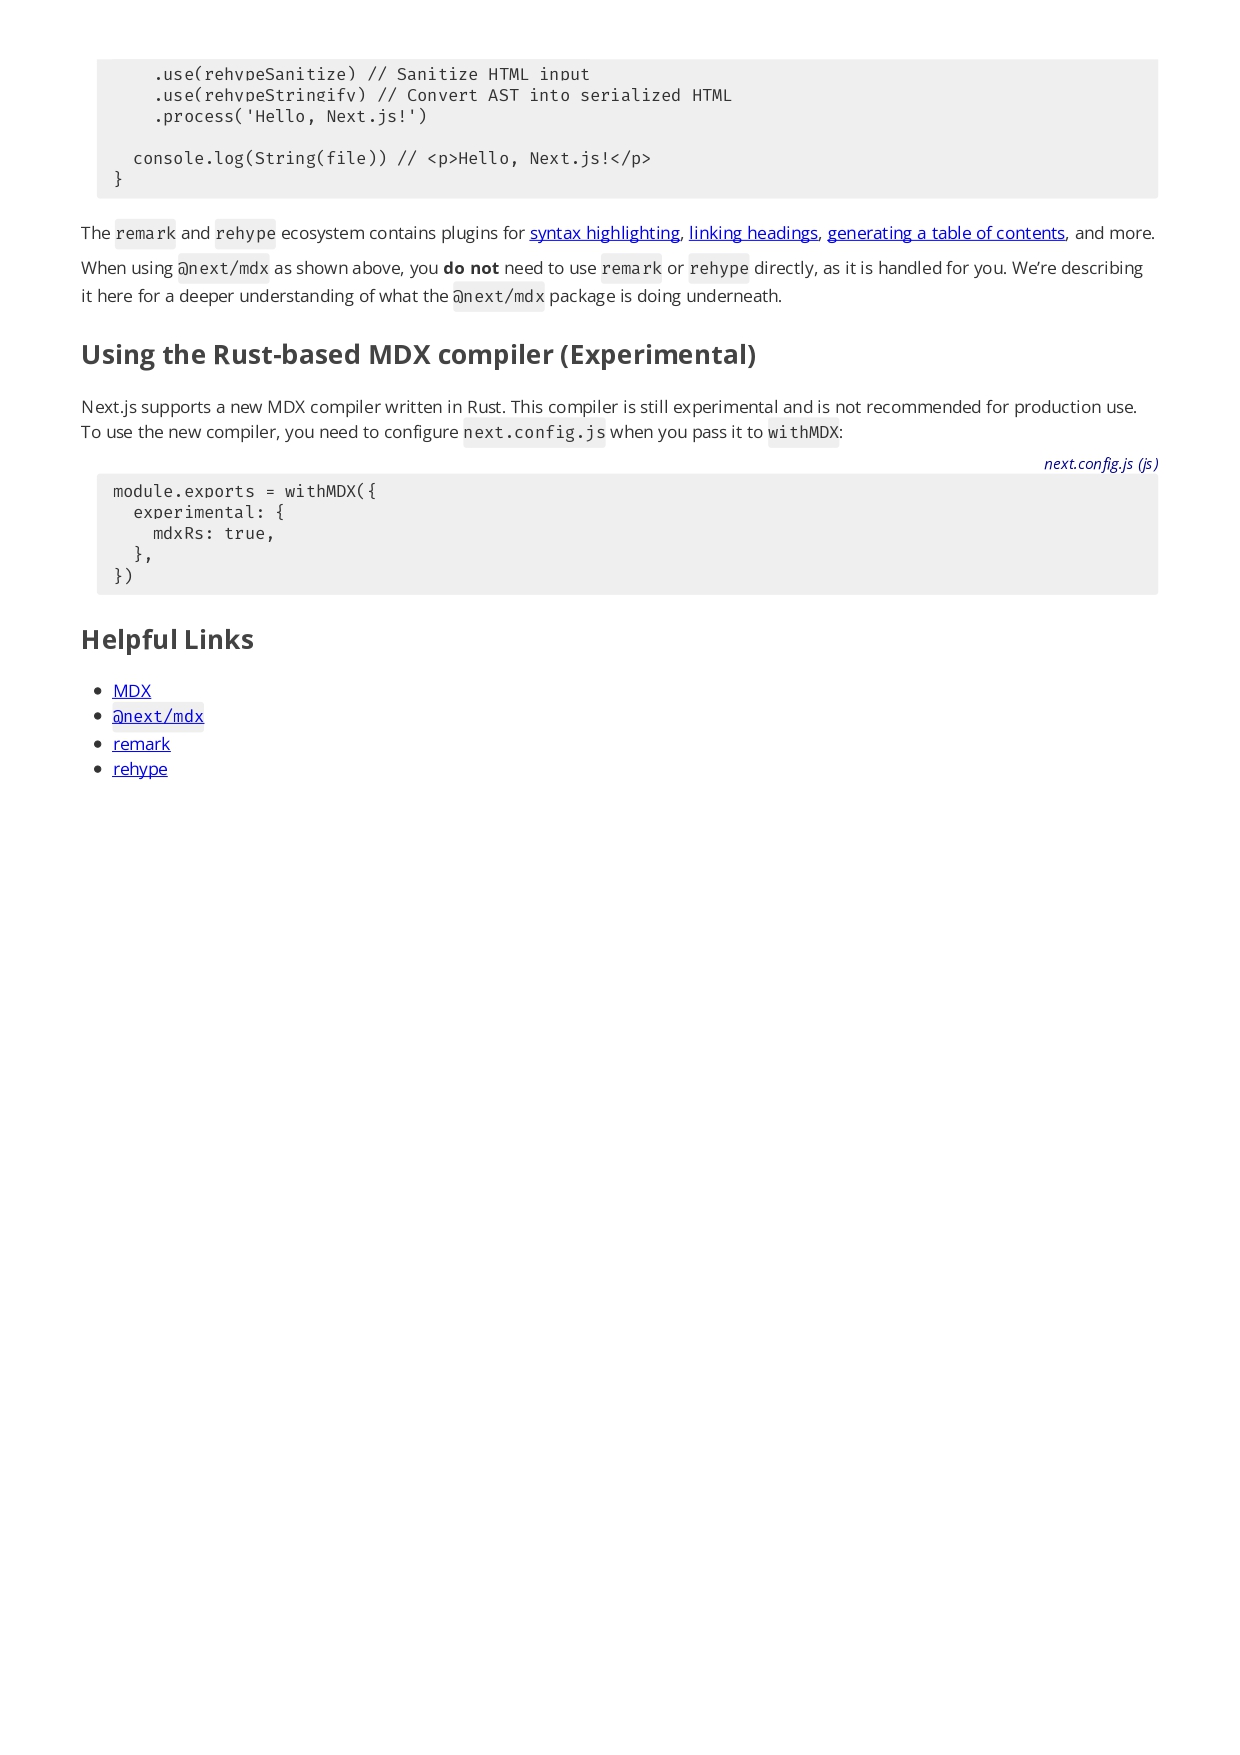 .use(rehypeSanitize) // Sanitize HTML input
.use(rehypeStringify) // Convert AST into serialized HTML
.process('Hello, Next.js!')
console.log(String(file)) // <p>Hello, Next.js!</p>
}
The remark and rehype ecosystem contains plugins for syntax highlighting, linking headings, generating a table of contents, and more.
When using @next/mdx as shown above, you do not need to use remark or rehype directly, as it is handled for you. We’re describing
it here for a deeper understanding of what the @next/mdx package is doing underneath.
Using the Rust-based MDX compiler (Experimental)
Next.js supports a new MDX compiler written in Rust. This compiler is still experimental and is not recommended for production use.
To use the new compiler, you need to configure next.config.js when you pass it to withMDX:
next.config.js (js)
module.exports = withMDX({
experimental: {
mdxRs: true,
},
})
Helpful Links
• MDX
• @next/mdx
• remark
• rehype